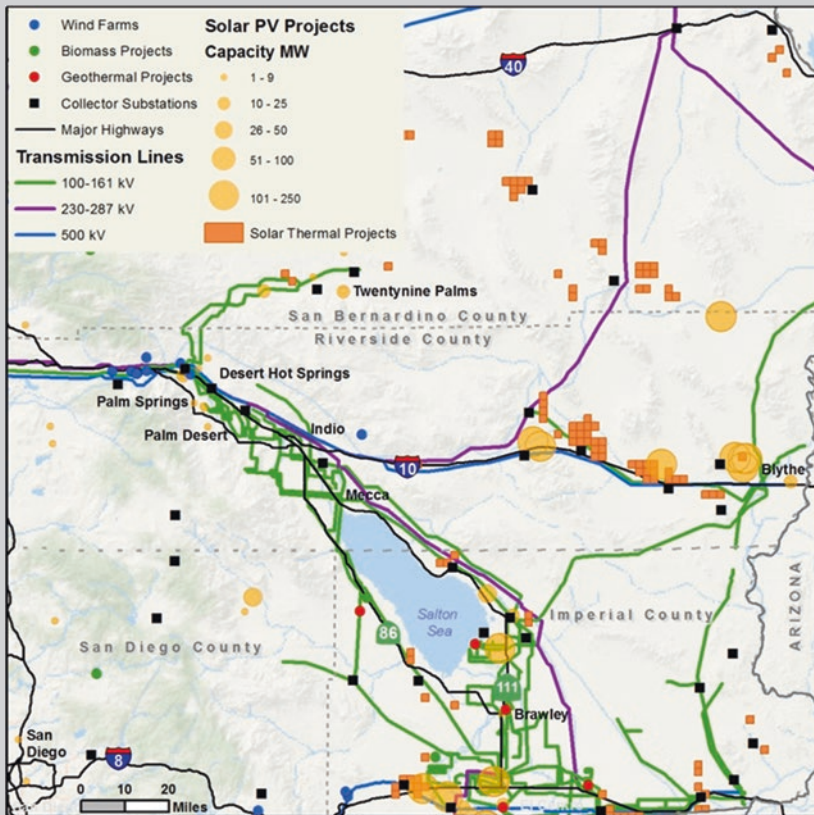 Wind Farms
Biomass Projects
Geothermal Projects
Collector Substations
Major Highways
Transmission Lines
100-161 kV
230-287 kV
500 kV
Solar PV Projects
Capacity MW
1 - 9
10 - 25
26 - 50
51 - 100
101 - 250
Solar Thermal Projects
40
Twentynine Palms
San Bernardino County
Riverside County
Desert Hot Springs
Palm Springs
Palm Desert
Indio
10
Blythe
Mecca
Salton
Sea
Imperial County
ARIZONA
San Diego County
86
111
Brawley
San
Diego
8
0
10
20
Miles